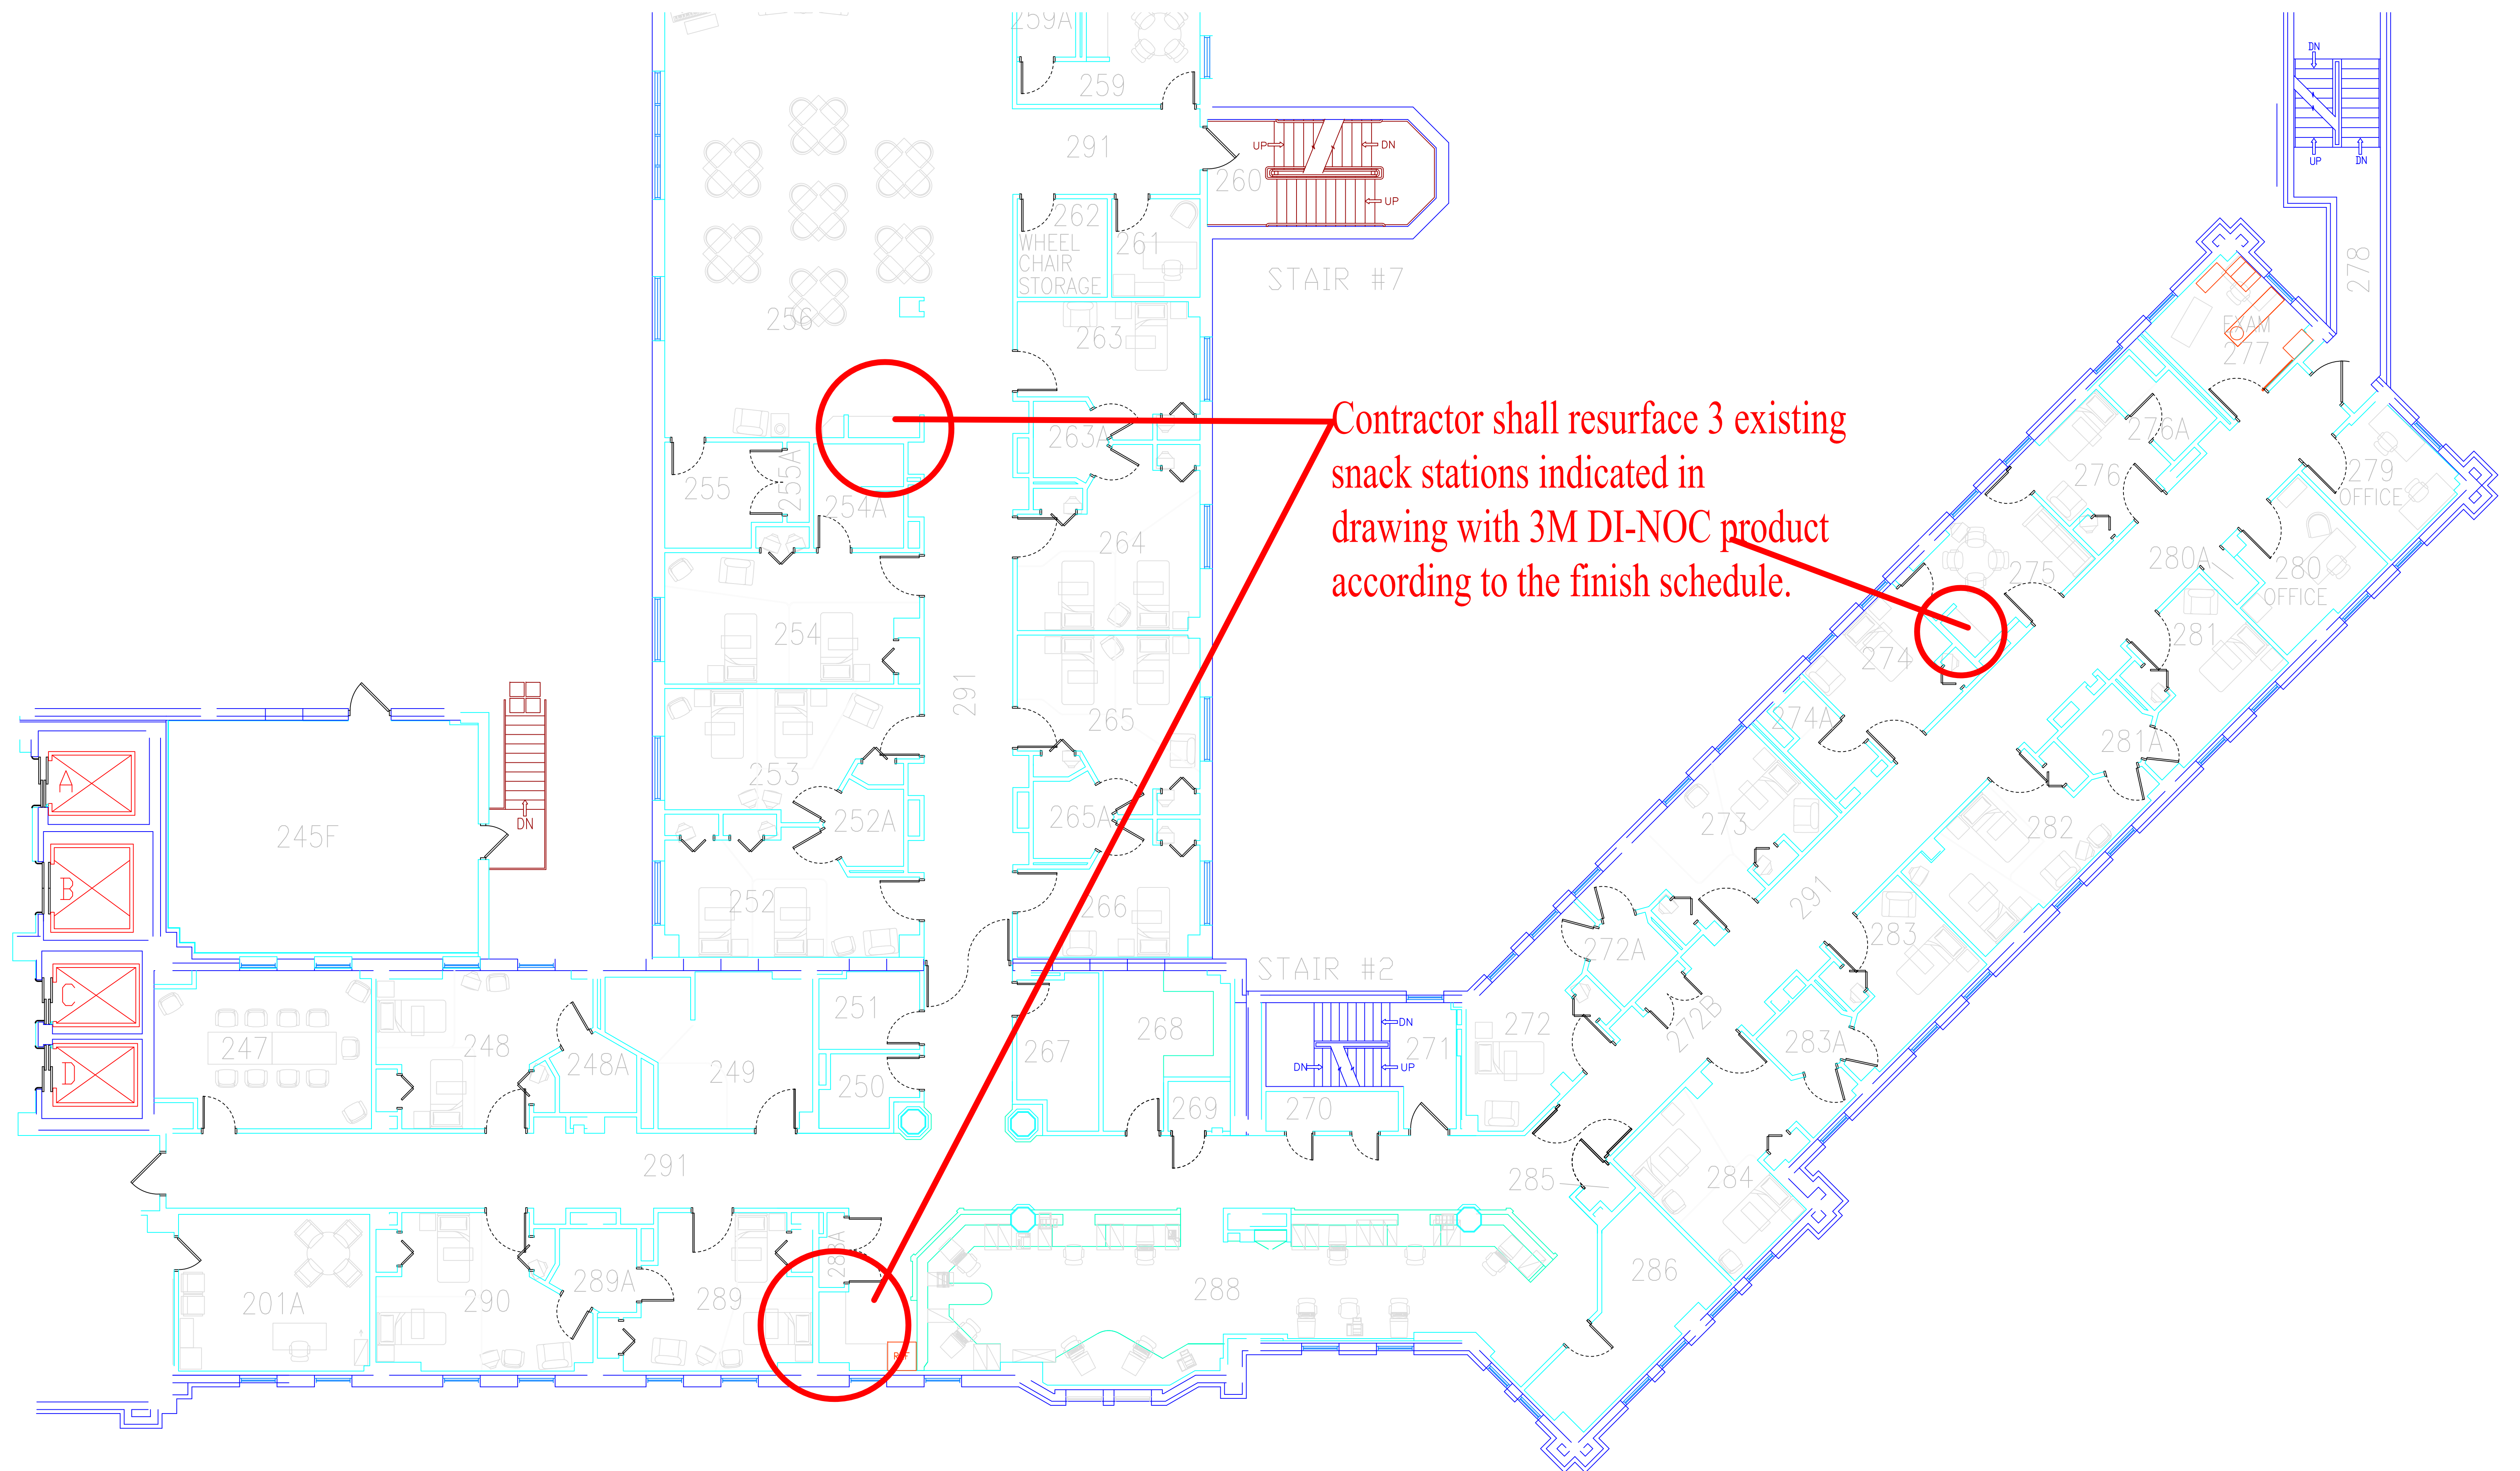 259A
259
291
260
UP
DN
UP
STAIR #7
262
WHEEL
CHAIR
STORAGE
261
256
263
263A
255
255A
254A
254
264
265
291
253
252A
265A
252
266
DN
UP
DN
278
EXAM
277
276A
276
279
OFFICE
280A
280
OFFICE
275
281
274
274A
281A
273
282
291
283
272A
272B
283A
Contractor shall resurface 3 existing
snack stations indicated in
drawing with 3M DI-NOC product
according to the finish schedule.
A
B
C
D
245F
DN
247
248
248A
249
251
250
267
268
269
STAIR #2
DN
DN
UP
271
270
272
291
285
284
286
201A
290
289A
289
288A
288